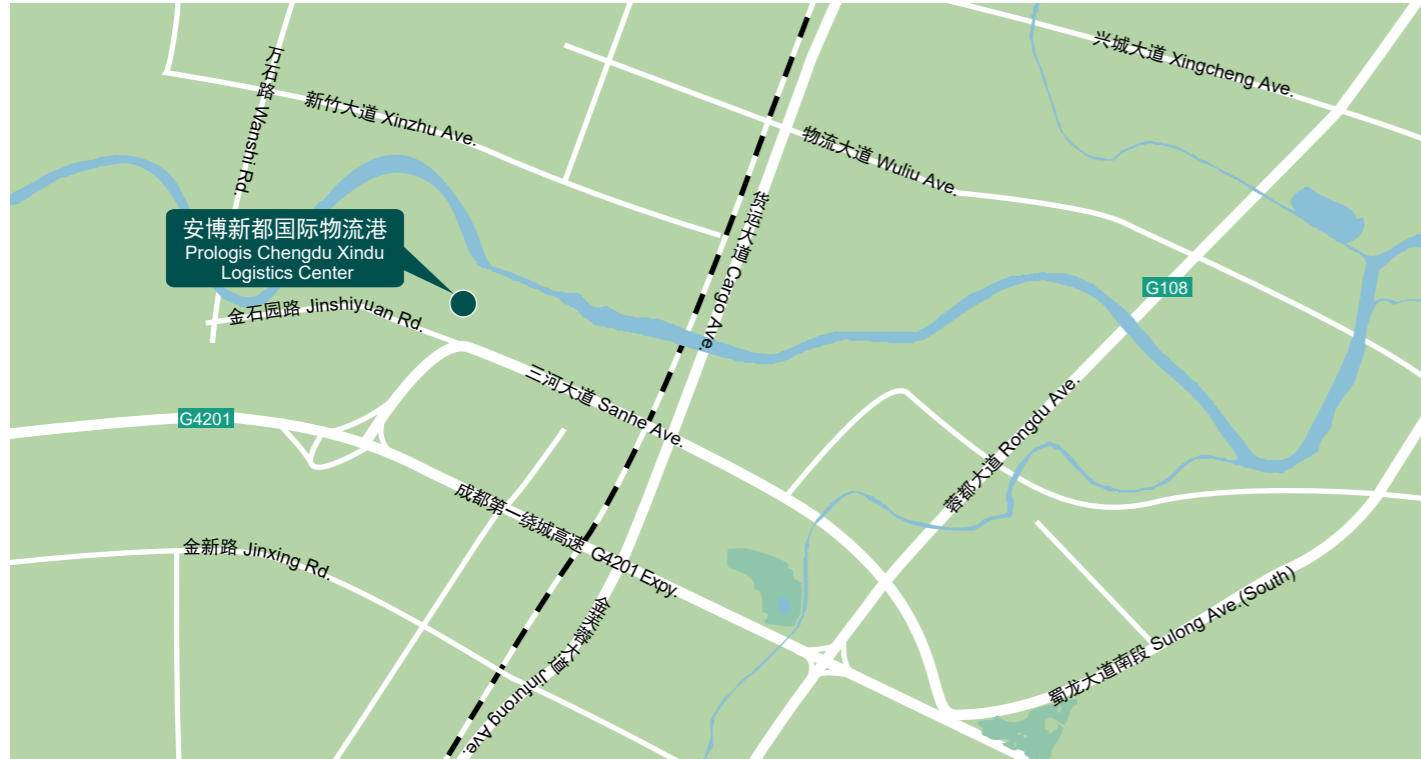 兴城大道 Xingcheng Ave.
万石路 Wanshi Rd.
新竹大道 Xinzhu Ave.
物流大道 Wuliu Ave.
货运大道 Cargo Ave.
安博新都国际物流港
Prologis Chengdu Xindu
Logistics Center
G108
金石园路 Jinshiyuan Rd.
三河大道 Sanhe Ave.
G4201
蓉都大道 Rongdu Ave.
成都第一绕城高速 G4201 Expy.
金新路 Jinxing Rd.
金芙蓉大道 Jinfurong Ave.
蜀龙大道南段 Sulong Ave.(South)